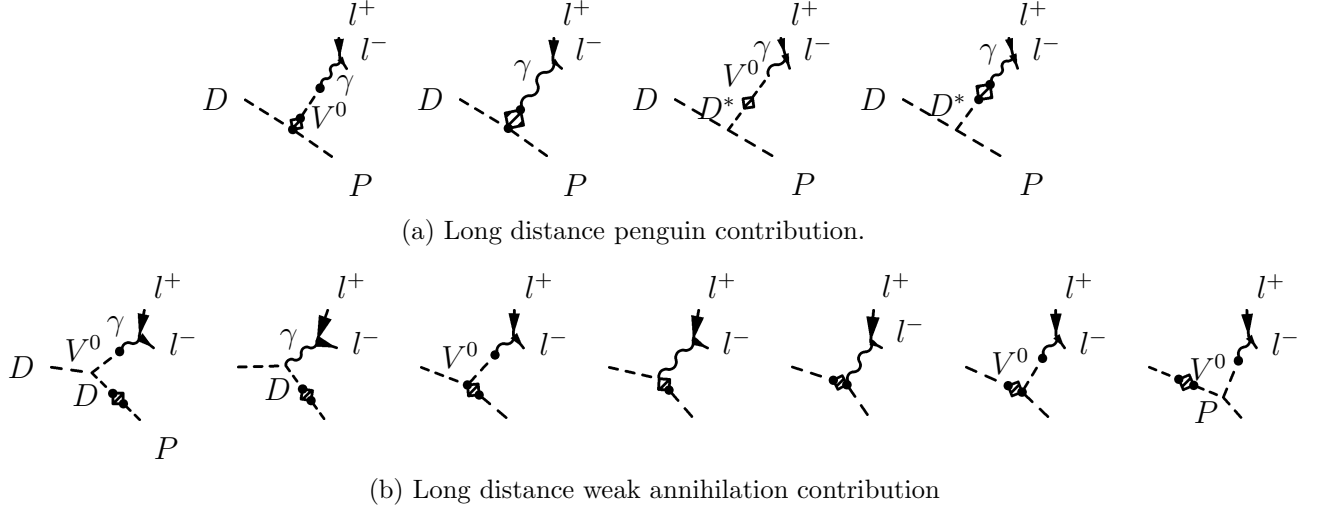 l⁺ l⁺ l⁺ l⁺
l⁻ l⁻ l⁻ l⁻
γ γ γ γ
D V⁰ D D V⁰ D* D D*
P P P P
(a) Long distance penguin contribution.
l⁺ l⁺ l⁺ l⁺ l⁺ l⁺ l⁺
γ l⁻ γ l⁻ l⁻ l⁻ l⁻ l⁻ l⁻
D V⁰ V⁰ V⁰ V⁰
D D P
P
(b) Long distance weak annihilation contribution